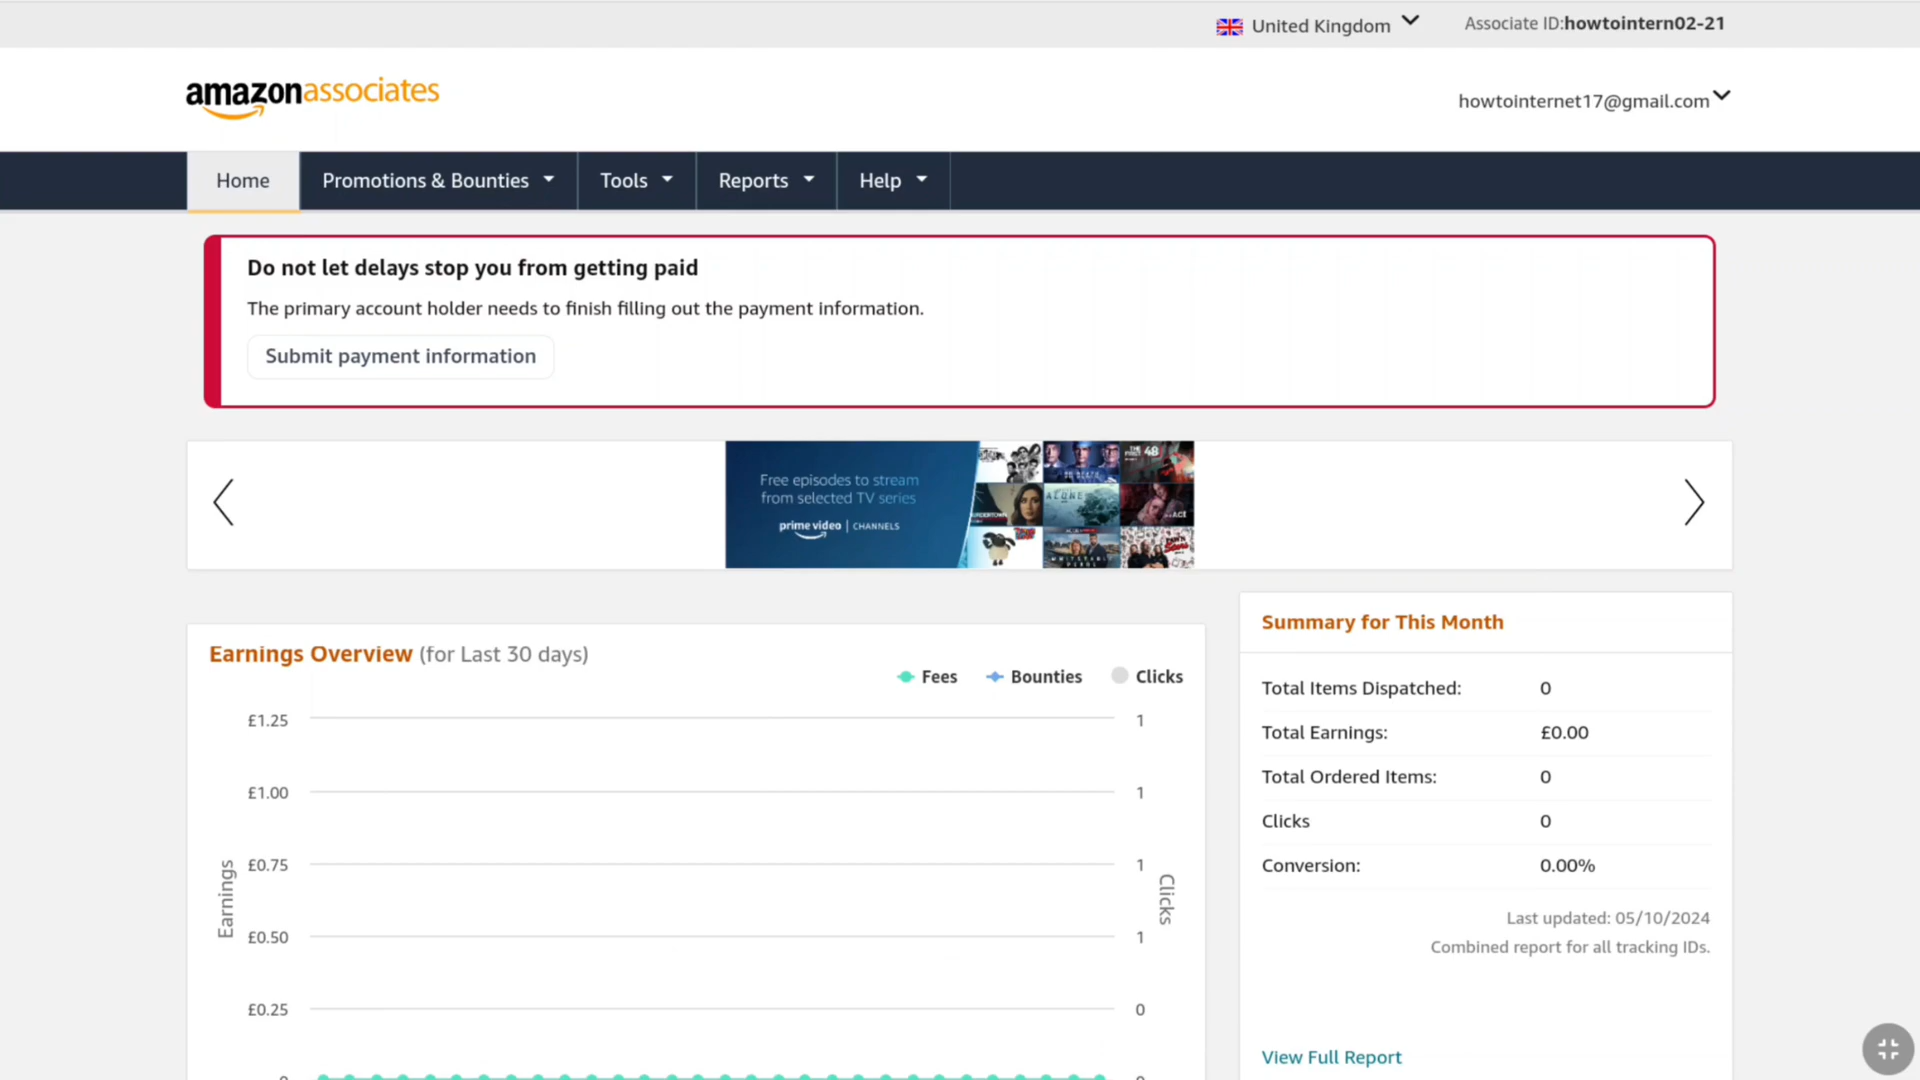 United Kingdom
Associate ID:howtointern02-21
amazonassociates
howtointernet17@gmail.com
Home
Promotions & Bounties
Tools
Reports
Help
Do not let delays stop you from getting paid
The primary account holder needs to finish filling out the payment information.
Submit payment information
Free episodes to stream
from selected TV series
prime video | CHANNELS
48
ALONE
Earnings Overview (for Last 30 days)
Fees
Bounties
Clicks
£1.25
1
£1.00
1
£0.75
1
£0.50
1
£0.25
0
Earnings
Clicks
Summary for This Month
Total Items Dispatched: 0
Total Earnings: £0.00
Total Ordered Items: 0
Clicks 0
Conversion: 0.00%
Last updated: 05/10/2024
Combined report for all tracking IDs.
View Full Report